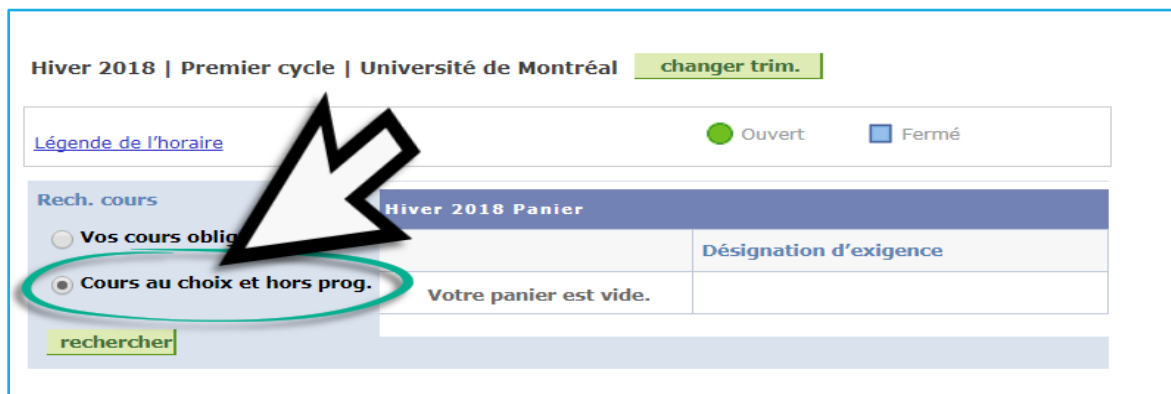 Hiver 2018 | Premier cycle | Université de Montréal changer trim.
Légende de l'horaire Ouvert Fermé
Rech. cours
Vos cours oblig
Cours au choix et hors prog.
rechercher
Hiver 2018 Panier
Désignation d'exigence
Votre panier est vide.